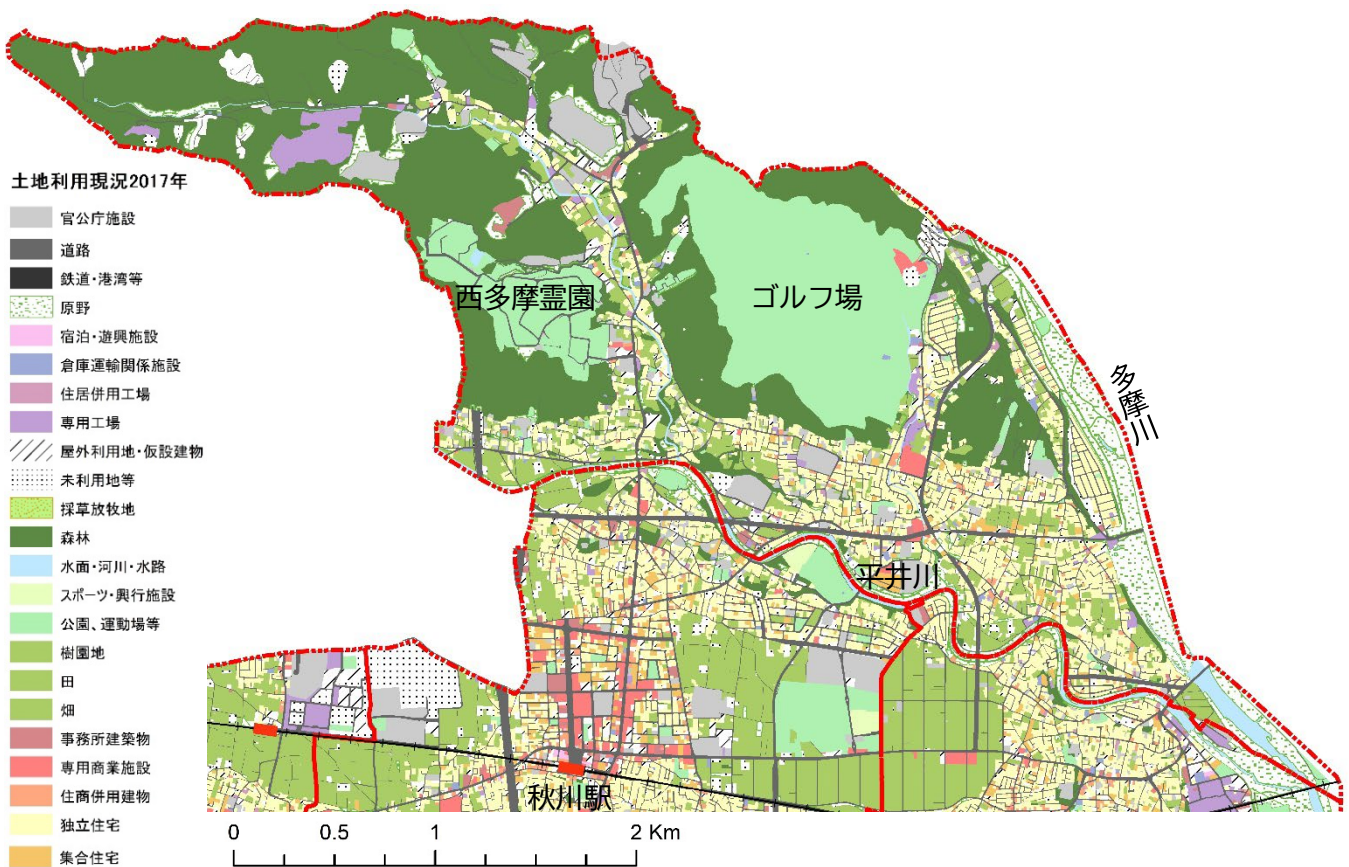 土地利用現況2017年
官公庁施設
道路
鉄道・港湾等
原野
宿泊・遊興施設
倉庫運輸関係施設
住居併用工場
専用工場
屋外利用地・仮設建物
未利用地等
採草放牧地
森林
水面・河川・水路
スポーツ・興行施設
公園、運動場等
樹園地
田
畑
事務所建築物
専用商業施設
住商併用建物
独立住宅
集合住宅
西多摩霊園
ゴルフ場
多摩川
平井川
秋川駅
0 0.5 1 2 Km